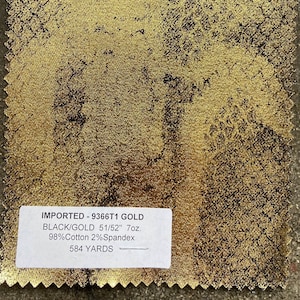 IMPORTED - 9366T1 GOLD
BLACK/GOLD 51/52" 7oz.
98%Cotton 2%Spandex
584 YARDS